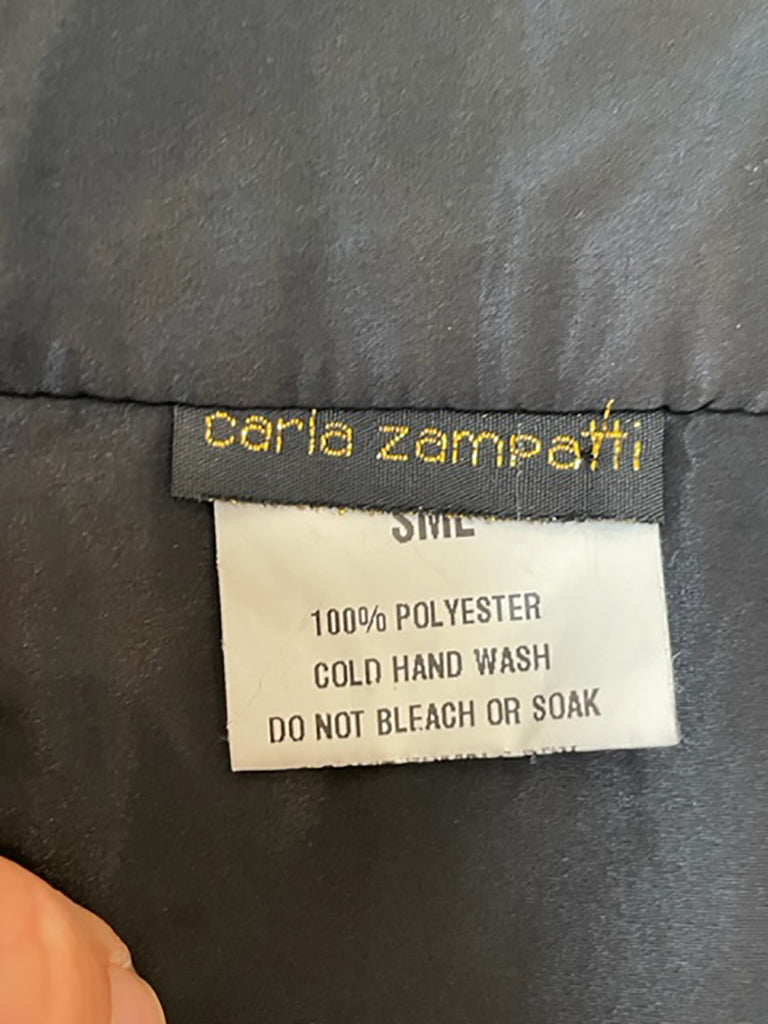 carla zampatti
SML
100% POLYESTER
COLD HAND WASH
DO NOT BLEACH OR SOAK